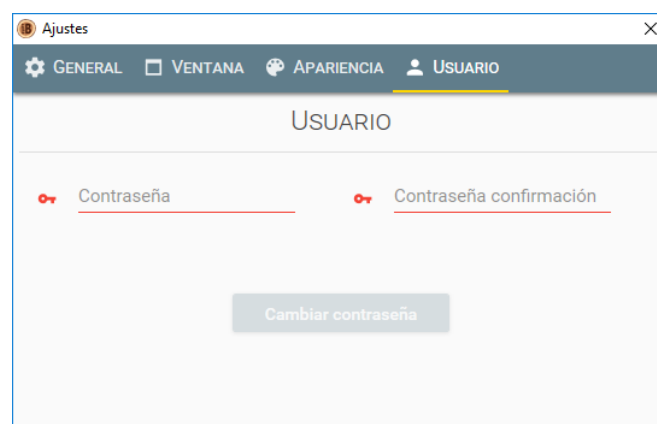 Ajustes
GENERAL VENTANA APARIENCIA USUARIO
USUARIO
Contraseña Contraseña confirmación
Cambiar contraseña